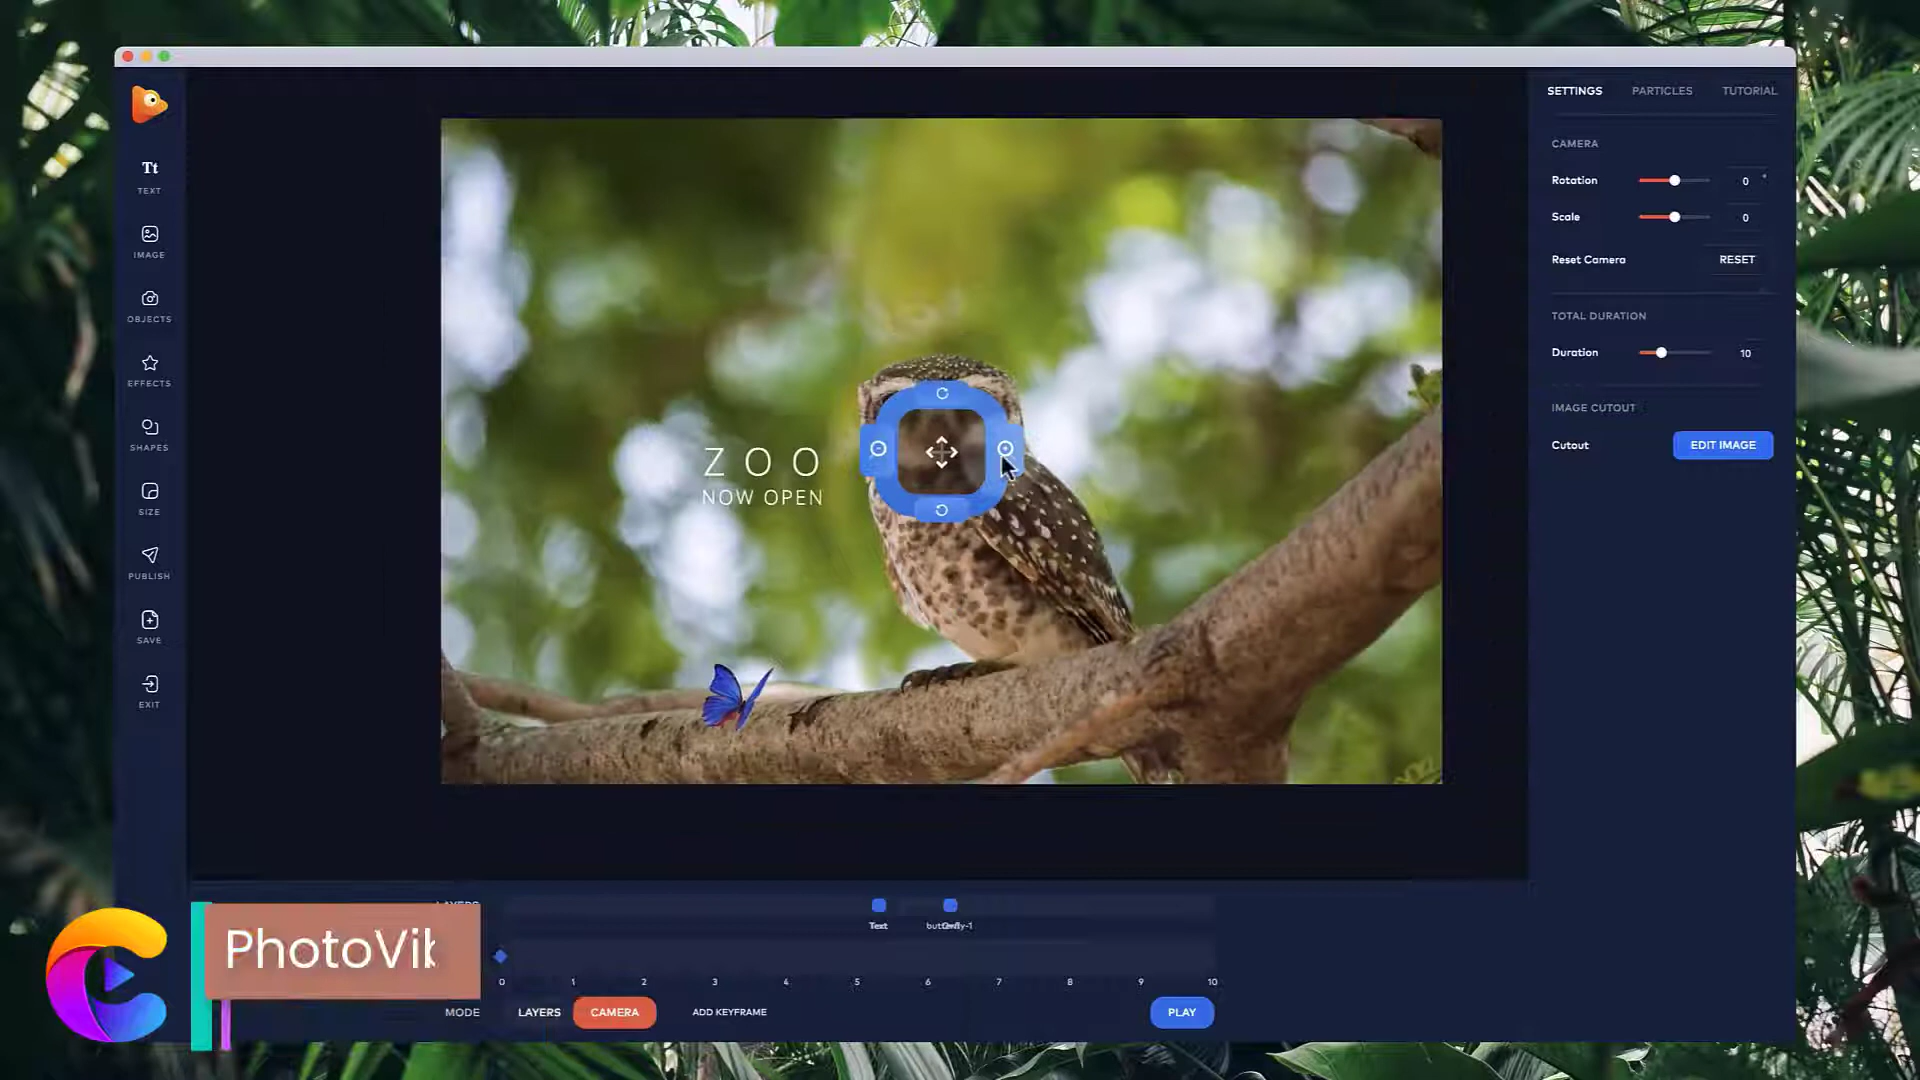 SETTINGS PARTICLES TUTORIAL
Tt
TEXT
IMAGE
OBJECTS
EFFECTS
SHAPES
SIZE
PUBLISH
SAVE
EXIT
ZOO
NOW OPEN
CAMERA
Rotation 0
Scale 0
Reset Camera RESET
TOTAL DURATION
Duration 10
IMAGE CUTOUT
Cutout EDIT IMAGE
LAYERS
Text
PhotoVi
0 1 2 3 4 5 6 7 8 9 10
MODE LAYERS CAMERA ADD KEYFRAME PLAY